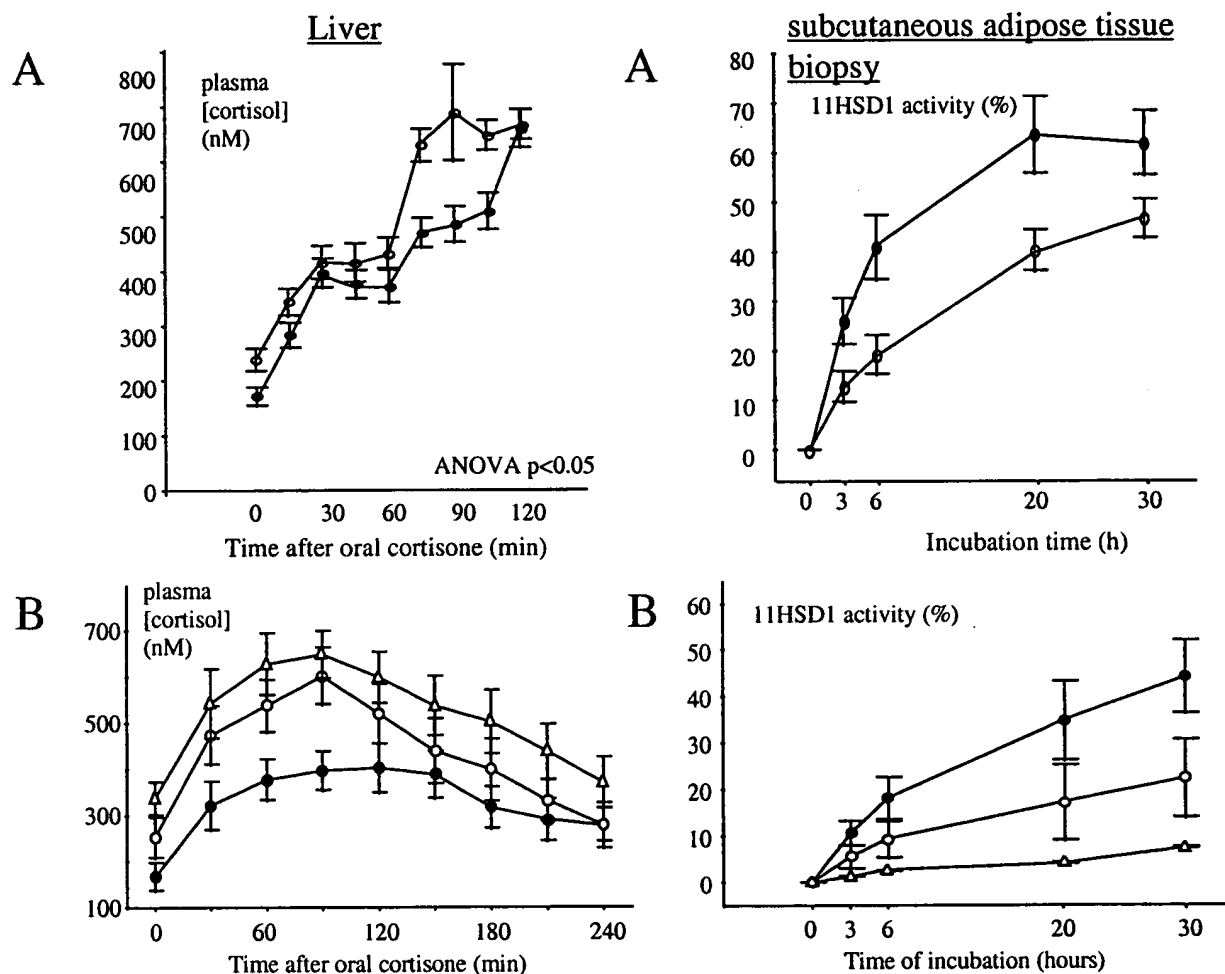 Liver
A
plasma
[cortisol]
(nM)
800
700
600
500
400
300
200
100
0
ANOVA p<0.05
0 30 60 90 120
Time after oral cortisone (min)
subcutaneous adipose tissue
biopsy
A
11HSD1 activity (%)
80
70
60
50
40
30
20
10
0
0 3 6 20 30
Incubation time (h)
B
plasma
[cortisol]
(nM)
700
500
300
100
0 60 120 180 240
Time after oral cortisone (min)
B
11HSD1 activity (%)
60
50
40
30
20
10
0
0 3 6 20 30
Time of incubation (hours)